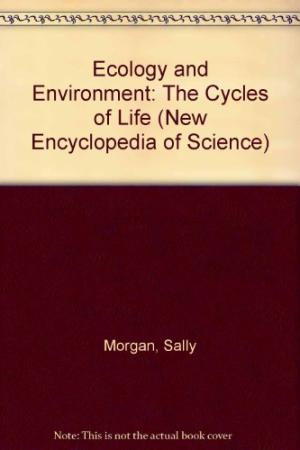 Ecology and
Environment: The Cycles
of Life (New
Encyclopedia of Science)
Morgan, Sally
Note: This is not the actual book cover